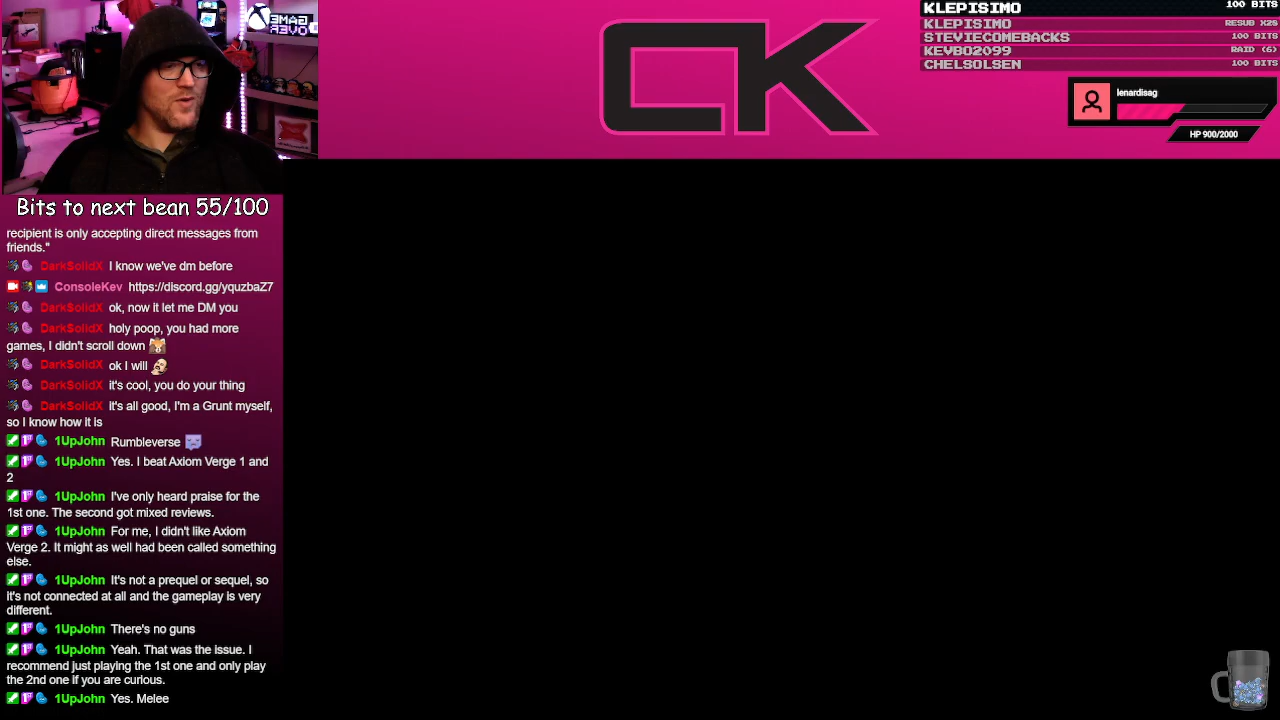 GAME
OVER
CK
KLEPISIMO 100 BITS
KLEPISIMO RESUB X28
STEVIECOMEBACKS 100 BITS
KEVBO2099 RAID (6)
CHELSOLSEN 100 BITS
lenardisag
HP 900/2000
Bits to next bean 55/100
recipient is only accepting direct messages from
friends."
DarkSolidX I know we've dm before
ConsoleKev https://discord.gg/yquzbaZ7
DarkSolidX ok, now it let me DM you
DarkSolidX holy poop, you had more
games, I didn't scroll down
DarkSolidX ok I will
DarkSolidX it's cool, you do your thing
DarkSolidX it's all good, I'm a Grunt myself,
so I know how it is
1UpJohn Rumbleverse
1UpJohn Yes. I beat Axiom Verge 1 and
2
1UpJohn I've only heard praise for the
1st one. The second got mixed reviews.
1UpJohn For me, I didn't like Axiom
Verge 2. It might as well had been called something
else.
1UpJohn It's not a prequel or sequel, so
it's not connected at all and the gameplay is very
different.
1UpJohn There's no guns
1UpJohn Yeah. That was the issue. I
recommend just playing the 1st one and only play
the 2nd one if you are curious.
1UpJohn Yes. Melee